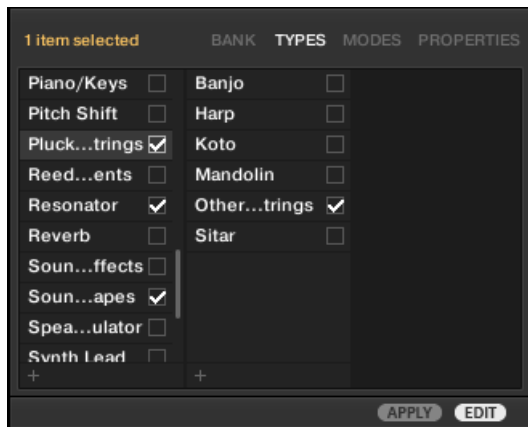 1 item selected BANK TYPES MODES PROPERTIES
Piano/Keys Banjo
Pitch Shift Harp
Pluck...trings Koto
Reed...ents Mandolin
Resonator Other...trings
Reverb Sitar
Soun...ffects
Soun...apes
Spea...ulator
Synth Lead
+ +
APPLY EDIT